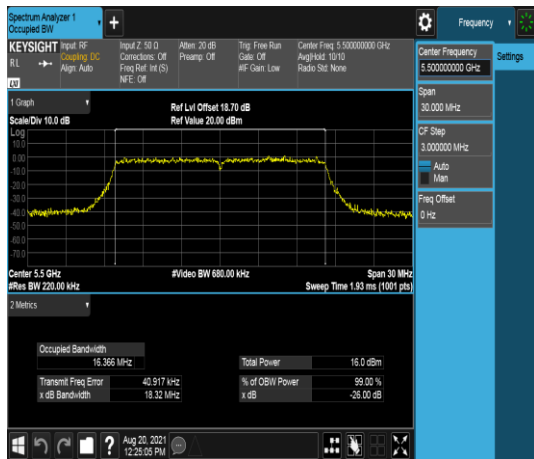 Spectrum Analyzer 1
Occupied BW
+
Frequency
KEYSIGHT
RL
LXI
Input: RF
Coupling: DC
Align: Auto
Input Z: 50 Ω
Corrections: Off
Freq Ref: Int (S)
NFE: Off
Atten: 20 dB
Preamp: Off
Trig: Free Run
Gate: Off
#IF Gain: Low
Center Freq: 5.500000000 GHz
Avg|Hold: 10/10
Radio Std: None
Center Frequency
5.500000000 GHz
Settings
Span
30.000 MHz
CF Step
3.000000 MHz
Auto
Man
Freq Offset
0 Hz
1 Graph
Scale/Div 10.0 dB
Ref Lvl Offset 18.70 dB
Ref Value 20.00 dBm
Log
10.0
0.00
-10.0
-20.0
-30.0
-40.0
-50.0
-60.0
-70.0
Center 5.5 GHz
#Res BW 220.00 kHz
#Video BW 680.00 kHz
Span 30 MHz
Sweep Time 1.93 ms (1001 pts)
2 Metrics
Occupied Bandwidth
16.366 MHz
Total Power 16.0 dBm
Transmit Freq Error 40.917 kHz
% of OBW Power 99.00 %
x dB Bandwidth 18.32 MHz
x dB -26.00 dB
?
Aug 20, 2021
12:25:05 PM